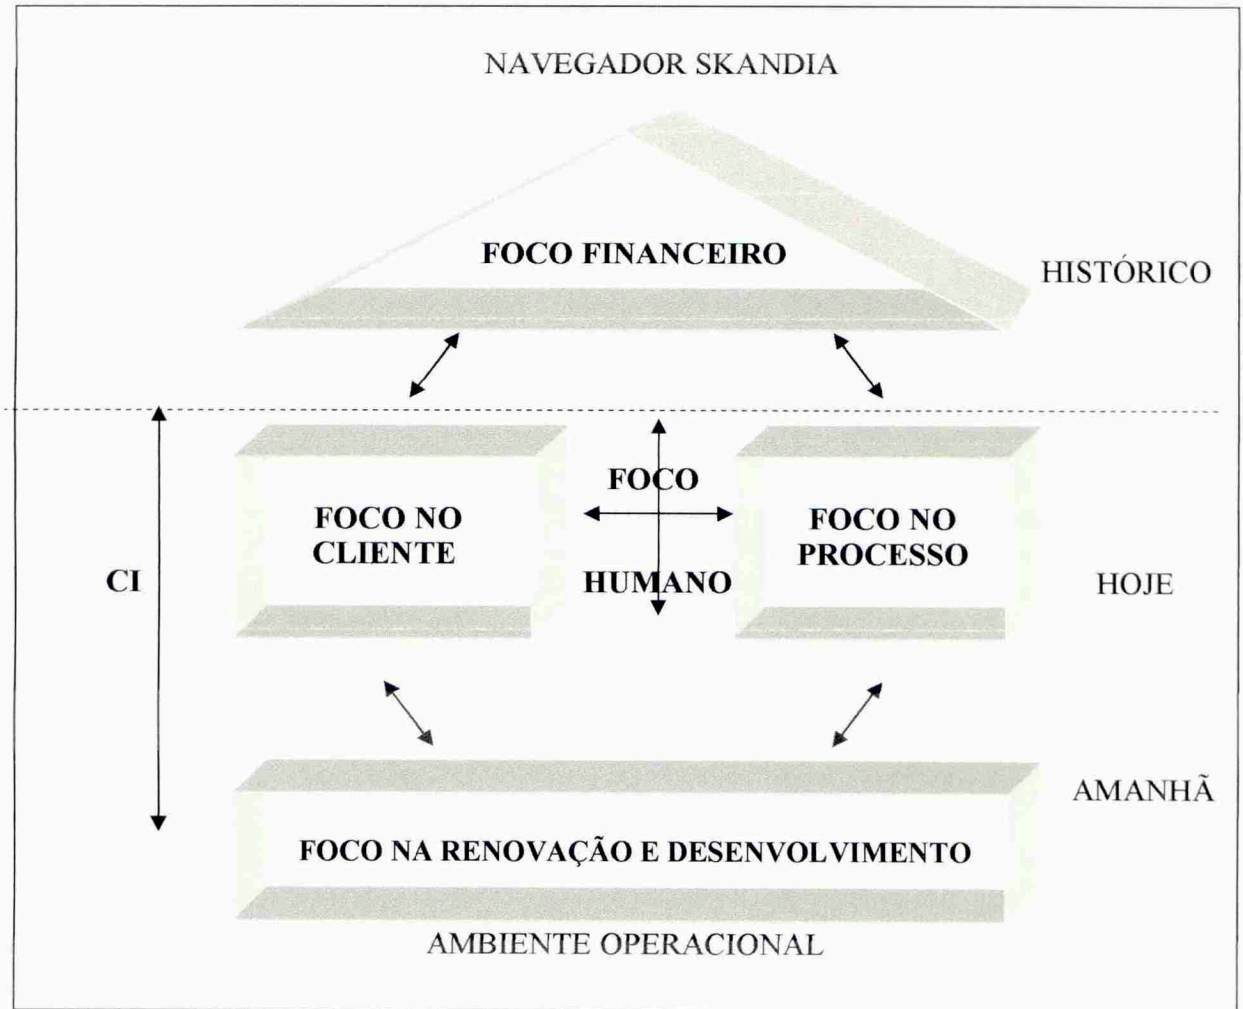 NAVEGADOR SKANDIA
FOCO FINANCEIRO
HISTÓRICO
FOCO
FOCO NO
CLIENTE
FOCO NO
PROCESSO
CI
HUMANO
HOJE
AMANHÃ
FOCO NA RENOVAÇÃO E DESENVOLVIMENTO
AMBIENTE OPERACIONAL